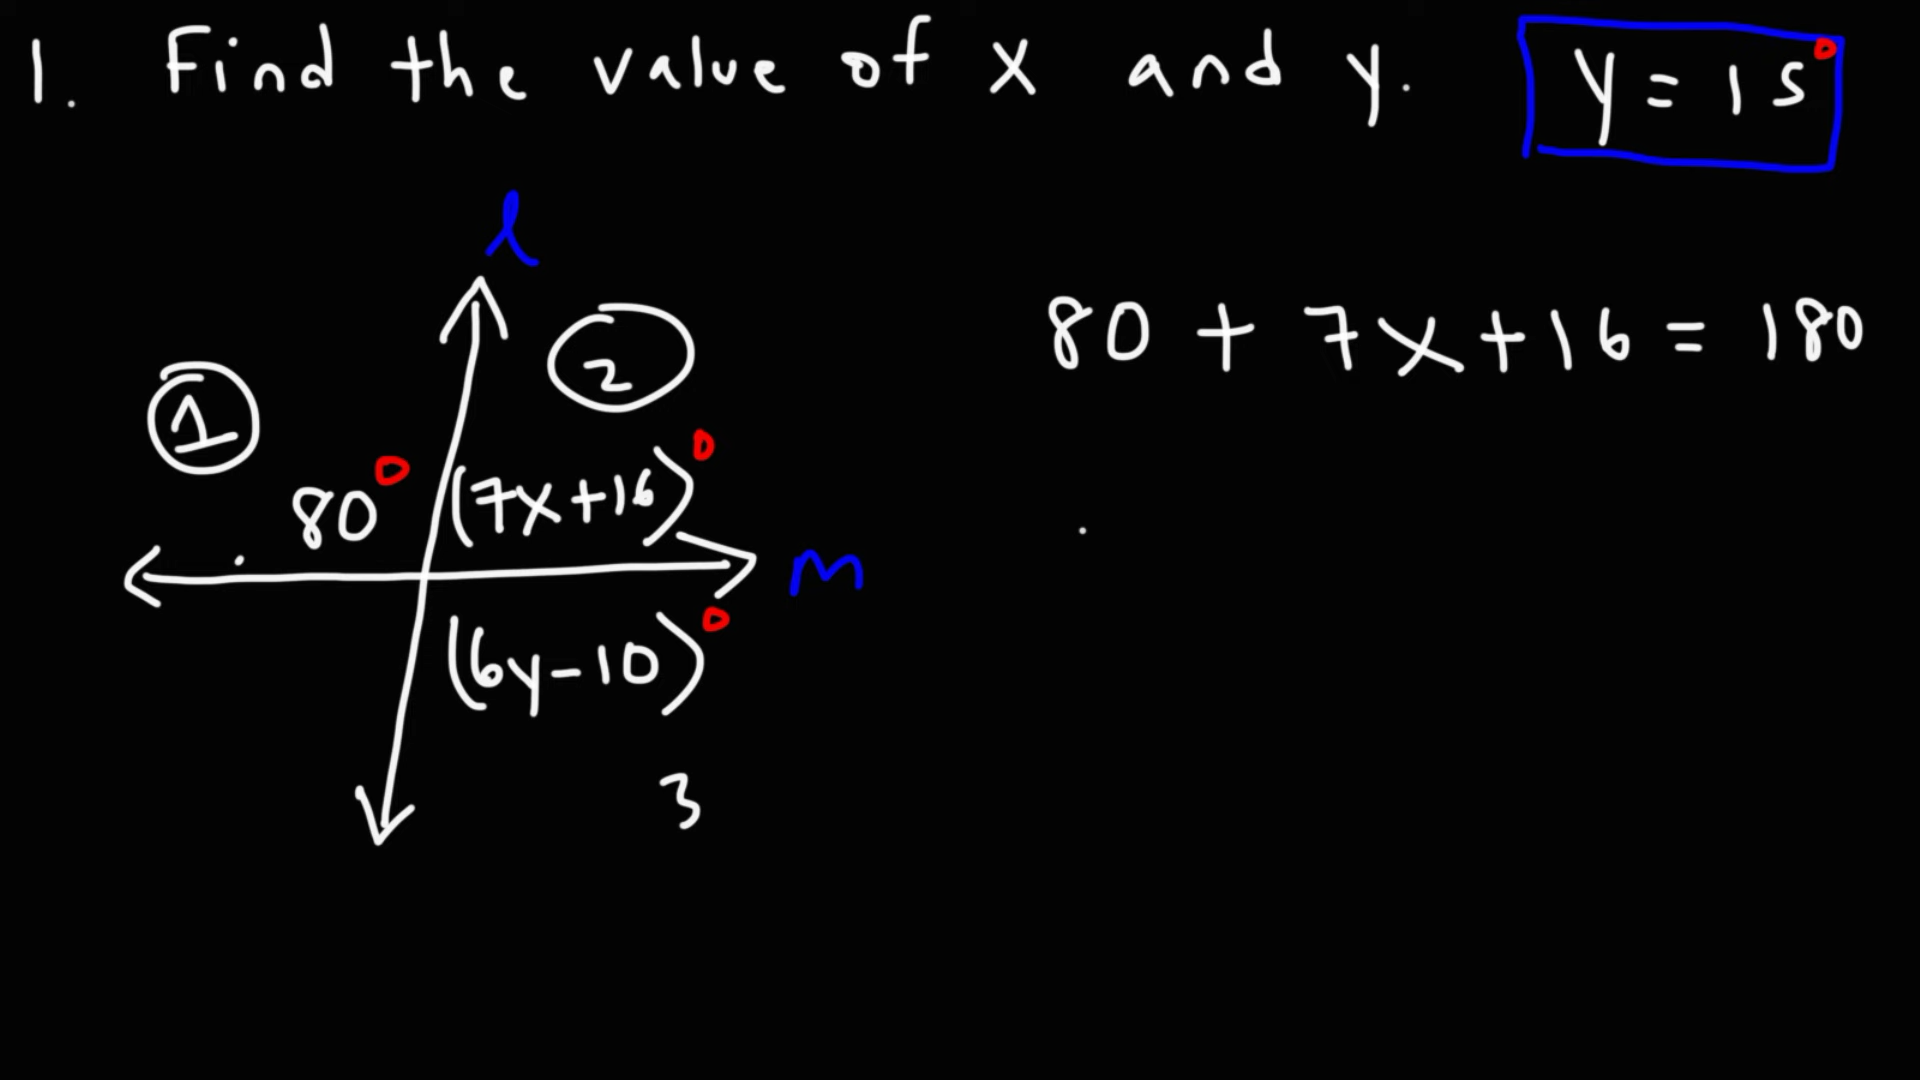 1. Find the value of x and y.
y = 15°
l
1
2
80 + 7x + 16 = 180
80°
(7x+16)°
m
(6y-10)°
3